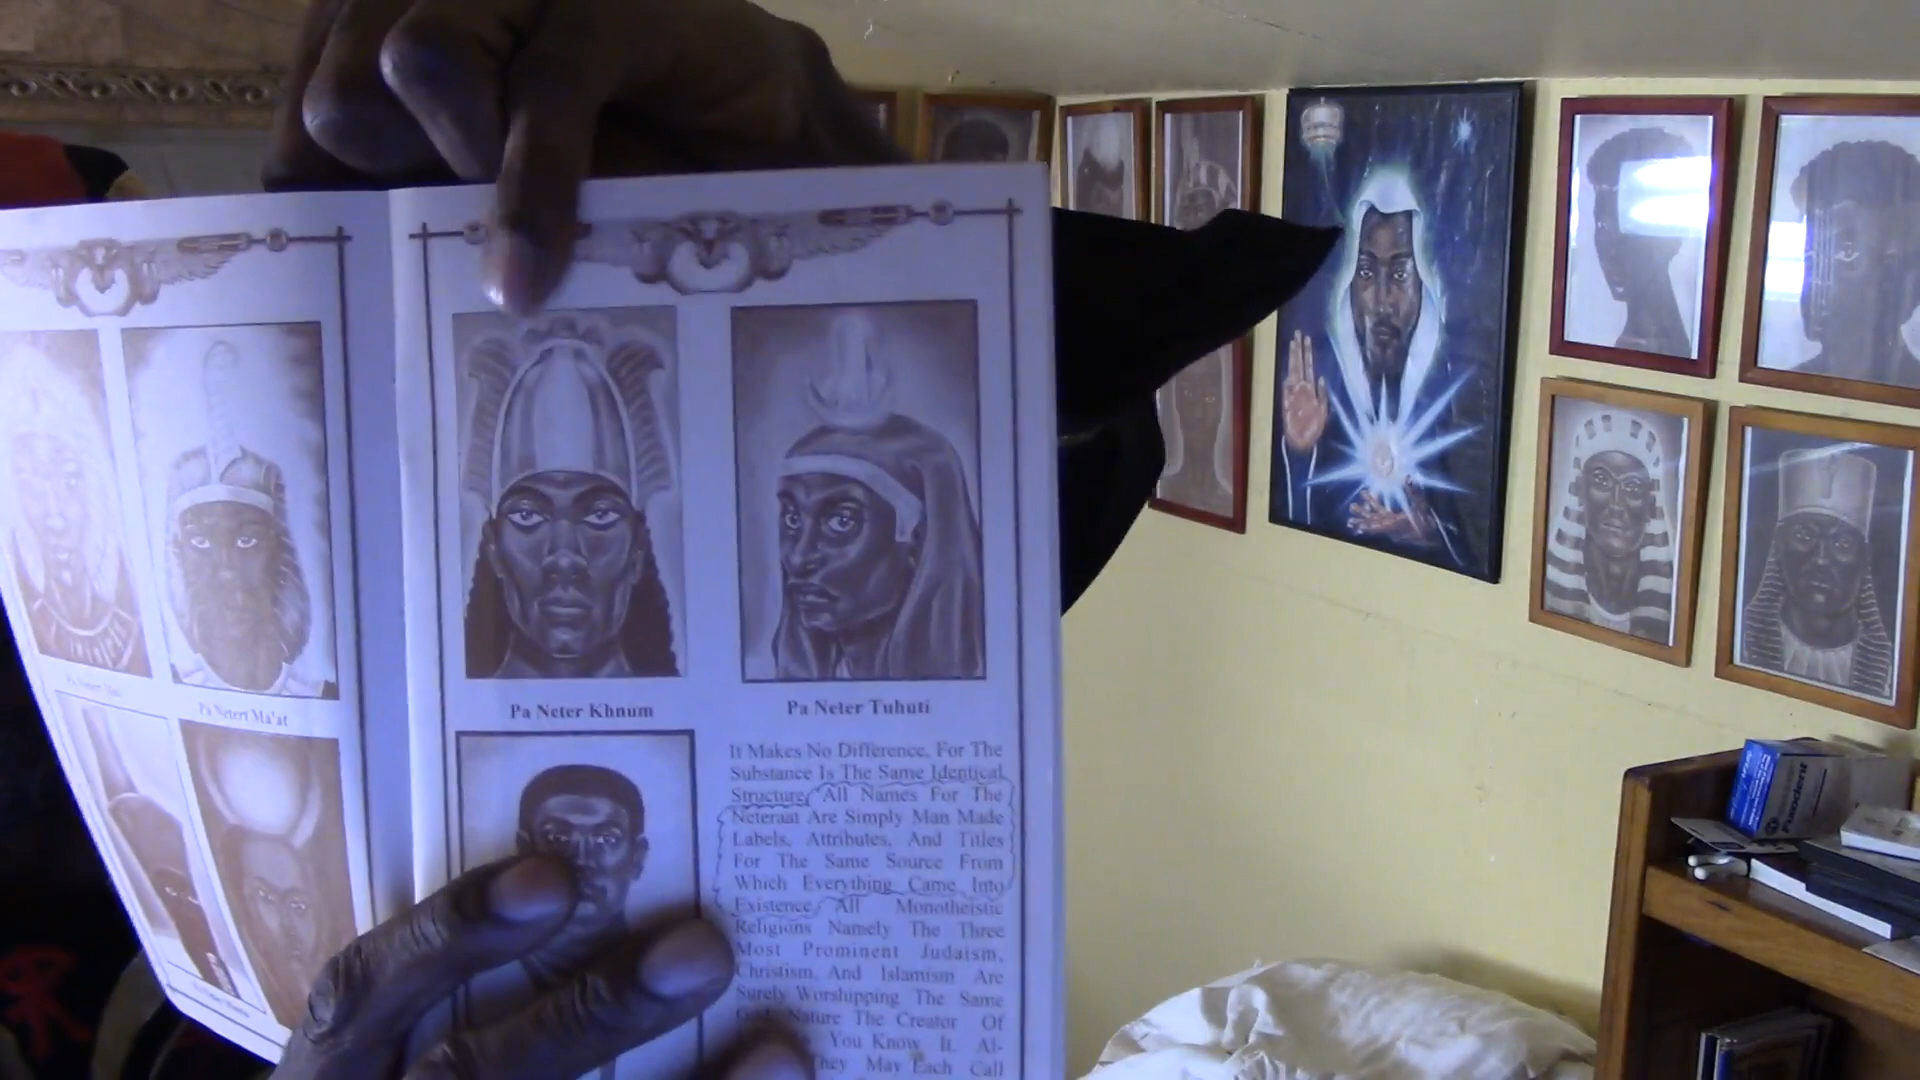 Pa Neter Khnum
Pa Neter Tuhuti
Pa Netert Ma'at
It Makes No Difference, For The
Substance Is The Same Identical
Structure, All Names For The
Neteraat Are Simply Man Made
Labels, Attributes, And Titles
For The Same Source From
Which Everything Came Into
Existence, All Monotheistic
Religions Namely The Three
Most Prominent Judaism,
Christism, And Islamism Are
Surely Worshipping The Same
Nature The Creator Of
You Know It. Al-
They May Each Call
Fixodent